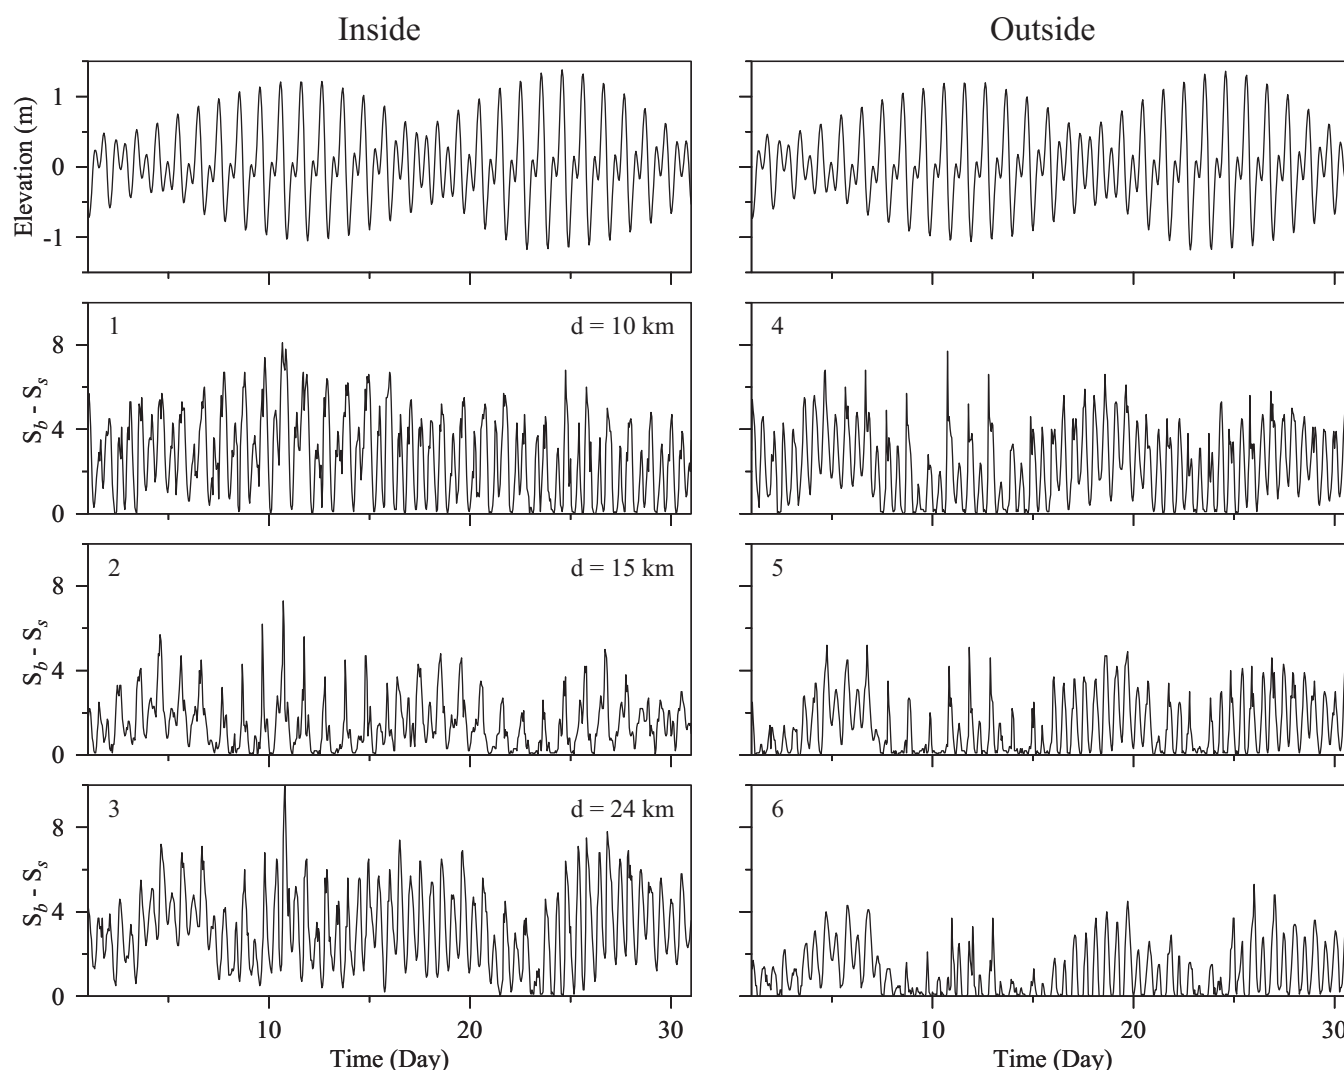 Inside
Outside
Elevation (m)
1
0
-1
1
d = 10 km
4
S_b - S_s
8
4
0
2
d = 15 km
5
S_b - S_s
8
4
0
3
d = 24 km
6
S_b - S_s
8
4
0
10
20
30
10
20
30
Time (Day)
Time (Day)